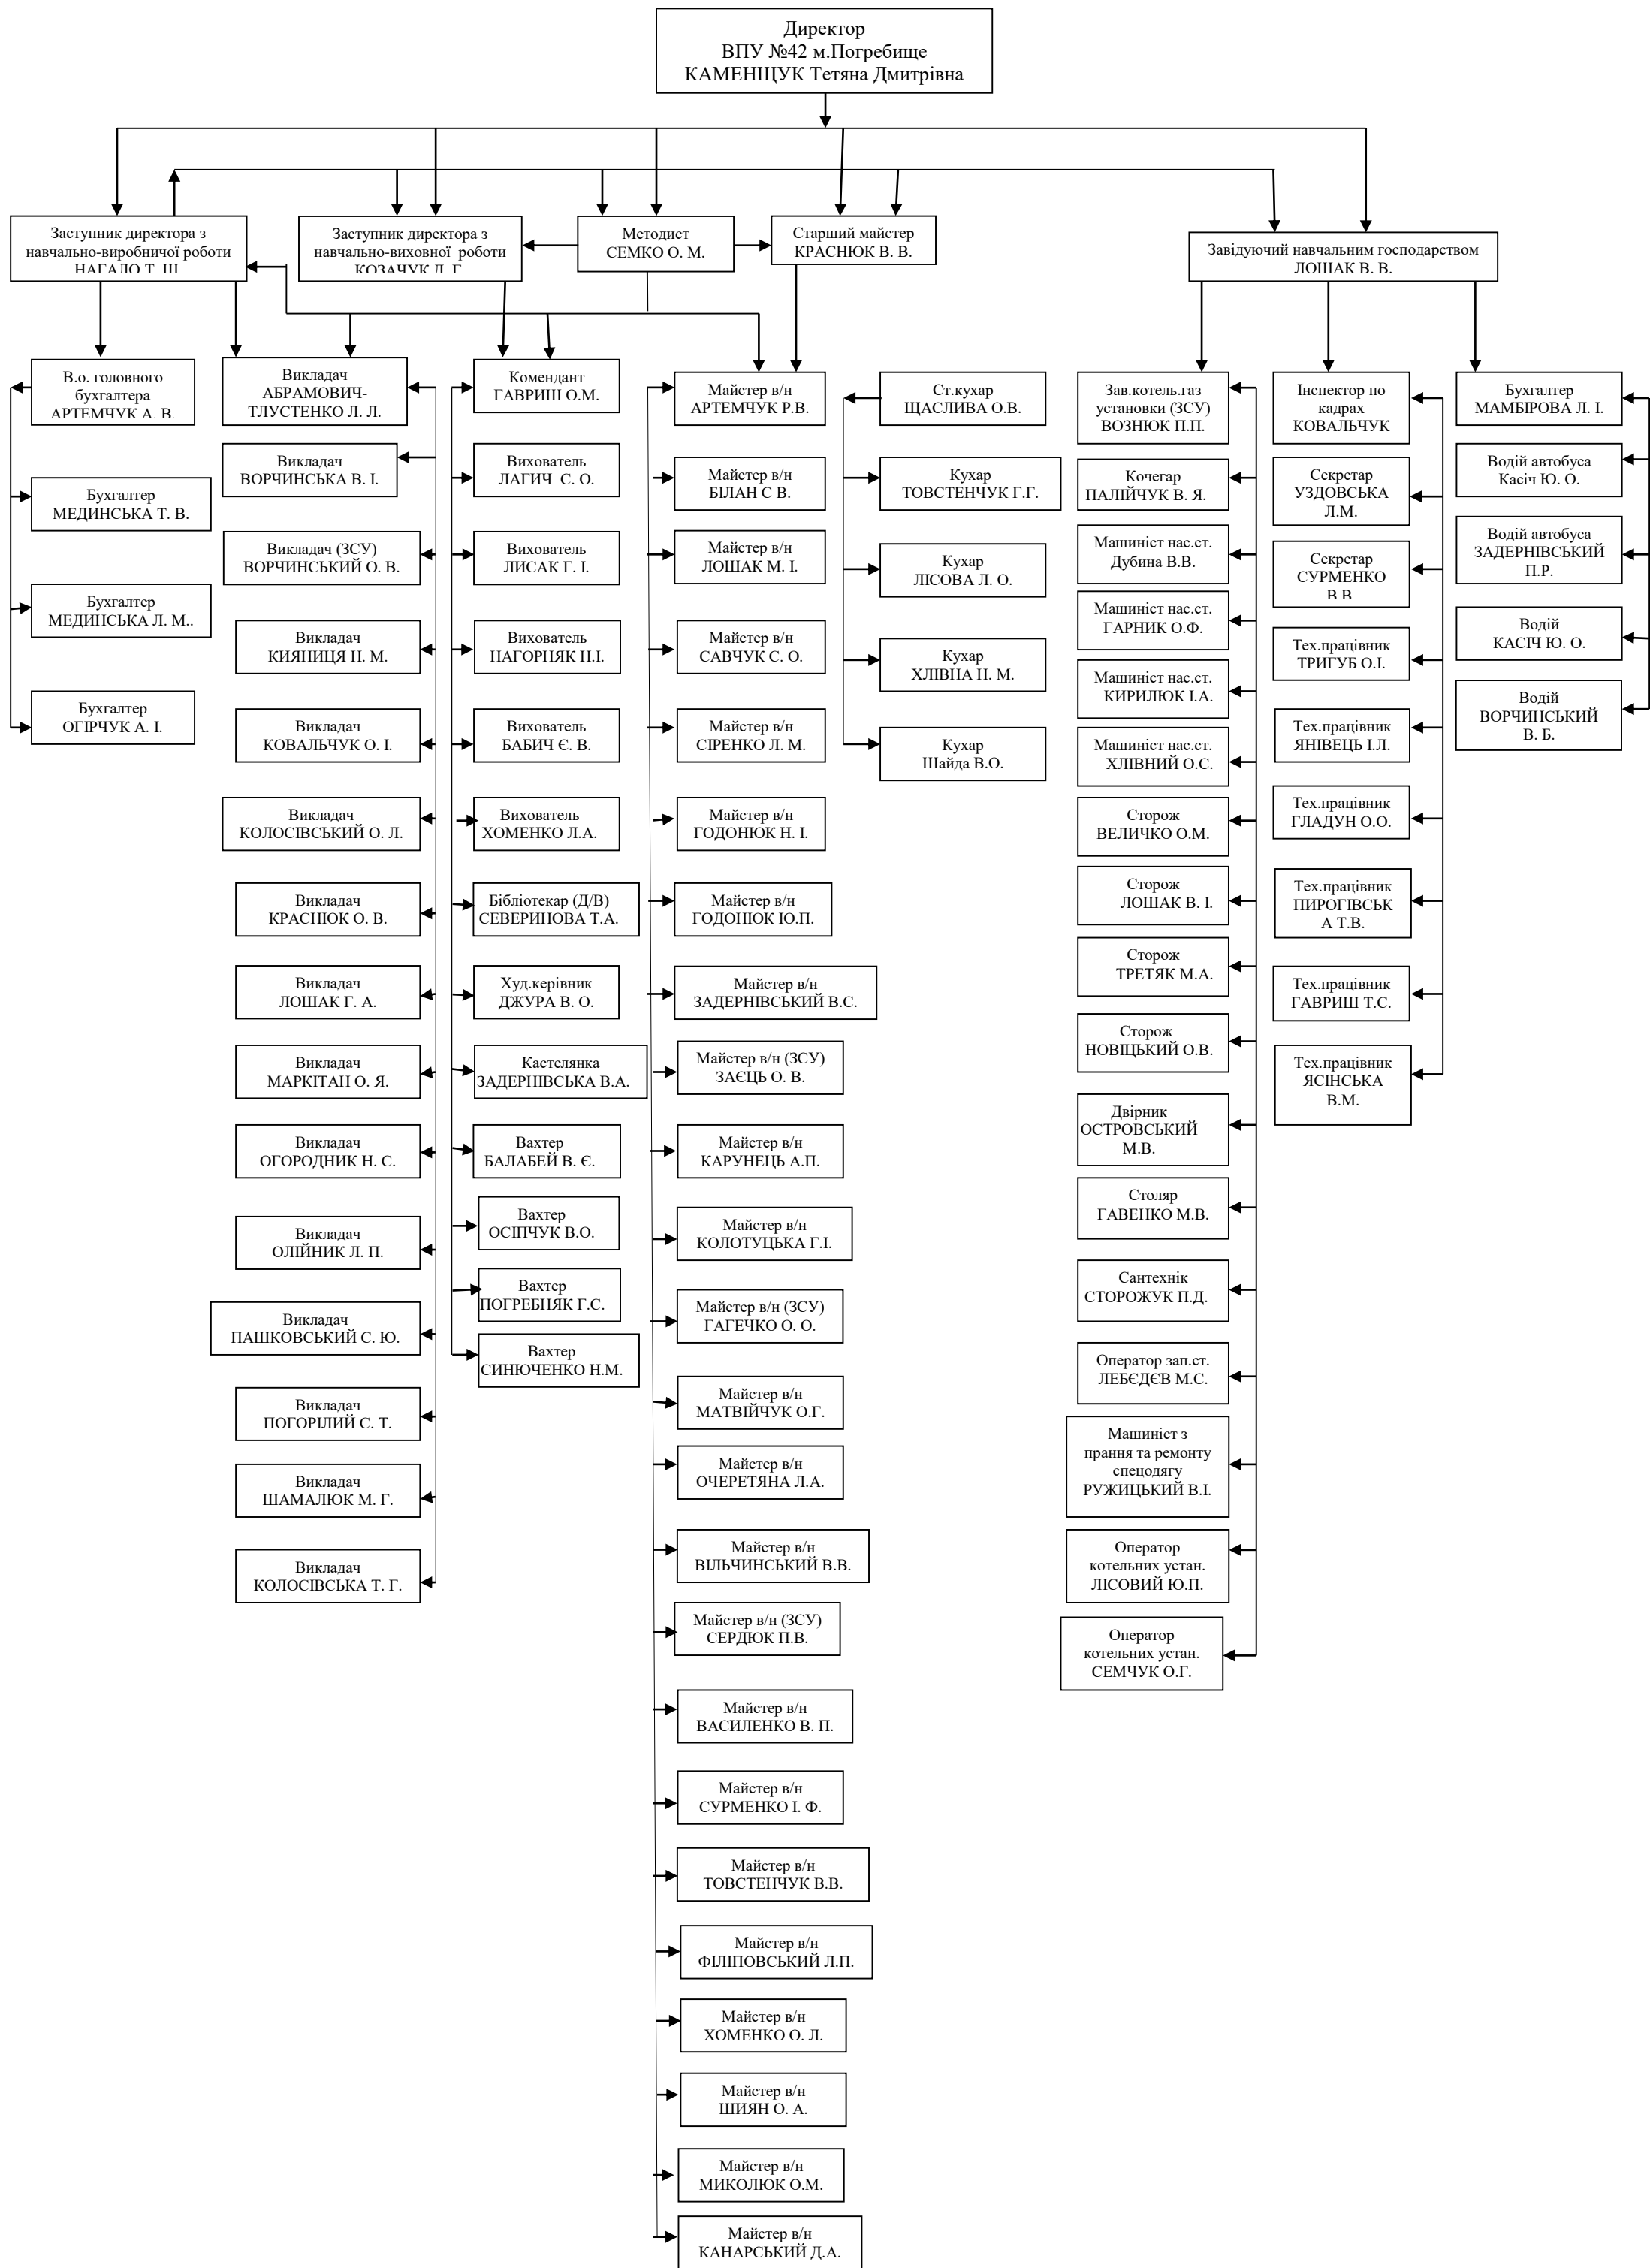 Директор
ВПУ №42 м.Погребище
КАМЕНЩУК Тетяна Дмитрівна
Заступник директора з
навчально-виробничої роботи
НАГАЛО Т. Ш.
Заступник директора з
навчально-виховної роботи
КОЗАЧУК Л. Г.
Методист
СЕМКО О. М.
Старший майстер
КРАСНЮК В. В.
Завідуючий навчальним господарством
ЛОШАК В. В.
В.о. головного
бухгалтера
АРТЕМЧУК А. В.
Бухгалтер
МЕДИНСЬКА Т. В.
Бухгалтер
МЕДИНСЬКА Л. М..
Бухгалтер
ОГІРЧУК А. І.
Викладач
АБРАМОВИЧ-
ТЛУСТЕНКО Л. Л.
Викладач
ВОРЧИНСЬКА В. І.
Викладач (ЗСУ)
ВОРЧИНСЬКИЙ О. В.
Викладач
КИЯНИЦЯ Н. М.
Викладач
КОВАЛЬЧУК О. І.
Викладач
КОЛОСІВСЬКИЙ О. Л.
Викладач
КРАСНЮК О. В.
Викладач
ЛОШАК Г. А.
Викладач
МАРКІТАН О. Я.
Викладач
ОГОРОДНИК Н. С.
Викладач
ОЛІЙНИК Л. П.
Викладач
ПАШКОВСЬКИЙ С. Ю.
Викладач
ПОГОРІЛИЙ С. Т.
Викладач
ШАМАЛЮК М. Г.
Викладач
КОЛОСІВСЬКА Т. Г.
Комендант
ГАВРИШ О.М.
Вихователь
ЛАГИЧ С. О.
Вихователь
ЛИСАК Г. І.
Вихователь
НАГОРНЯК Н.І.
Вихователь
БАБИЧ Є. В.
Вихователь
ХОМЕНКО Л.А.
Бібліотекар (Д/В)
СЕВЕРИНОВА Т.А.
Худ.керівник
ДЖУРА В. О.
Кастелянка
ЗАДЕРНІВСЬКА В.А.
Вахтер
БАЛАБЕЙ В. Є.
Вахтер
ОСІПЧУК В.О.
Вахтер
ПОГРЕБНЯК Г.С.
Вахтер
СИНЮЧЕНКО Н.М.
Майстер в/н
АРТЕМЧУК Р.В.
Майстер в/н
БІЛАН С В.
Майстер в/н
ЛОШАК М. І.
Майстер в/н
САВЧУК С. О.
Майстер в/н
СІРЕНКО Л. М.
Майстер в/н
ГОДОНЮК Н. І.
Майстер в/н
ГОДОНЮК Ю.П.
Майстер в/н
ЗАДЕРНІВСЬКИЙ В.С.
Майстер в/н (ЗСУ)
ЗАЄЦЬ О. В.
Майстер в/н
КАРУНЕЦЬ А.П.
Майстер в/н
КОЛОТУЦЬКА Г.І.
Майстер в/н (ЗСУ)
ГАГЕЧКО О. О.
Майстер в/н
МАТВІЙЧУК О.Г.
Майстер в/н
ОЧЕРЕТЯНА Л.А.
Майстер в/н
ВІЛЬЧИНСЬКИЙ В.В.
Майстер в/н (ЗСУ)
СЕРДЮК П.В.
Майстер в/н
ВАСИЛЕНКО В. П.
Майстер в/н
СУРМЕНКО І. Ф.
Майстер в/н
ТОВСТЕНЧУК В.В.
Майстер в/н
ФІЛІПОВСЬКИЙ Л.П.
Майстер в/н
ХОМЕНКО О. Л.
Майстер в/н
ШИЯН О. А.
Майстер в/н
МИКОЛЮК О.М.
Майстер в/н
КАНАРСЬКИЙ Д.А.
Ст.кухар
ЩАСЛИВА О.В.
Кухар
ТОВСТЕНЧУК Г.Г.
Кухар
ЛІСОВА Л. О.
Кухар
ХЛІВНА Н. М.
Кухар
Шайда В.О.
Зав.котель.газ
установки (ЗСУ)
ВОЗНЮК П.П.
Кочегар
ПАЛІЙЧУК В. Я.
Машиніст нас.ст.
Дубина В.В.
Машиніст нас.ст.
ГАРНИК О.Ф.
Машиніст нас.ст.
КИРИЛЮК І.А.
Машиніст нас.ст.
ХЛІВНИЙ О.С.
Сторож
ВЕЛИЧКО О.М.
Сторож
ЛОШАК В. І.
Сторож
ТРЕТЯК М.А.
Сторож
НОВІЦЬКИЙ О.В.
Двірник
ОСТРОВСЬКИЙ
М.В.
Столяр
ГАВЕНКО М.В.
Сантехнік
СТОРОЖУК П.Д.
Оператор зап.ст.
ЛЕБЄДЄВ М.С.
Машиніст з
прання та ремонту
спецодягу
РУЖИЦЬКИЙ В.І.
Оператор
котельних устан.
ЛІСОВИЙ Ю.П.
Оператор
котельних устан.
СЕМЧУК О.Г.
Інспектор по
кадрах
КОВАЛЬЧУК
Секретар
УЗДОВСЬКА
Л.М.
Секретар
СУРМЕНКО
В.В.
Тех.працівник
ТРИГУБ О.І.
Тех.працівник
ЯНІВЕЦЬ І.Л.
Тех.працівник
ГЛАДУН О.О.
Тех.працівник
ПИРОГІВСЬК
А Т.В.
Тех.працівник
ГАВРИШ Т.С.
Тех.працівник
ЯСІНСЬКА
В.М.
Бухгалтер
МАМБІРОВА Л. І.
Водій автобуса
Касіч Ю. О.
Водій автобуса
ЗАДЕРНІВСЬКИЙ
П.Р.
Водій
КАСІЧ Ю. О.
Водій
ВОРЧИНСЬКИЙ
В. Б.